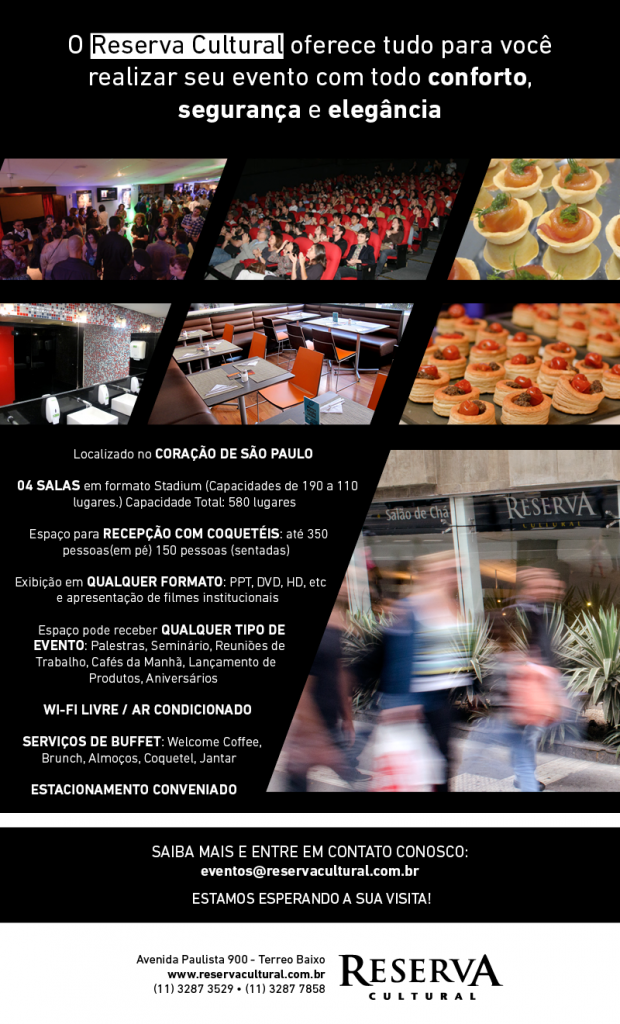 O Reserva Cultural oferece tudo para você
realizar seu evento com todo conforto,
segurança e elegância
Localizado no CORAÇÃO DE SÃO PAULO
04 SALAS em formato Stadium (Capacidades de 190 a 110
lugares.) Capacidade Total: 580 lugares
Espaço para RECEPÇÃO COM COQUETÉIS: até 350
pessoas(em pé) 150 pessoas (sentadas)
Exibição em QUALQUER FORMATO: PPT, DVD, HD, etc
e apresentação de filmes institucionais
Espaço pode receber QUALQUER TIPO DE
EVENTO: Palestras, Seminário, Reuniões de
Trabalho, Cafés da Manhã, Lançamento de
Produtos, Aniversários
WI-FI LIVRE / AR CONDICIONADO
SERVIÇOS DE BUFFET: Welcome Coffee,
Brunch, Almoços, Coquetel, Jantar
ESTACIONAMENTO CONVENIADO
Salão de Chá
RESERVA
CULTURAL
SAIBA MAIS E ENTRE EM CONTATO CONOSCO:
eventos@reservacultural.com.br
ESTAMOS ESPERANDO A SUA VISITA!
Avenida Paulista 900 - Terreo Baixo
www.reservacultural.com.br
(11) 3287 3529 • (11) 3287 7858
RESERVA
CULTURAL